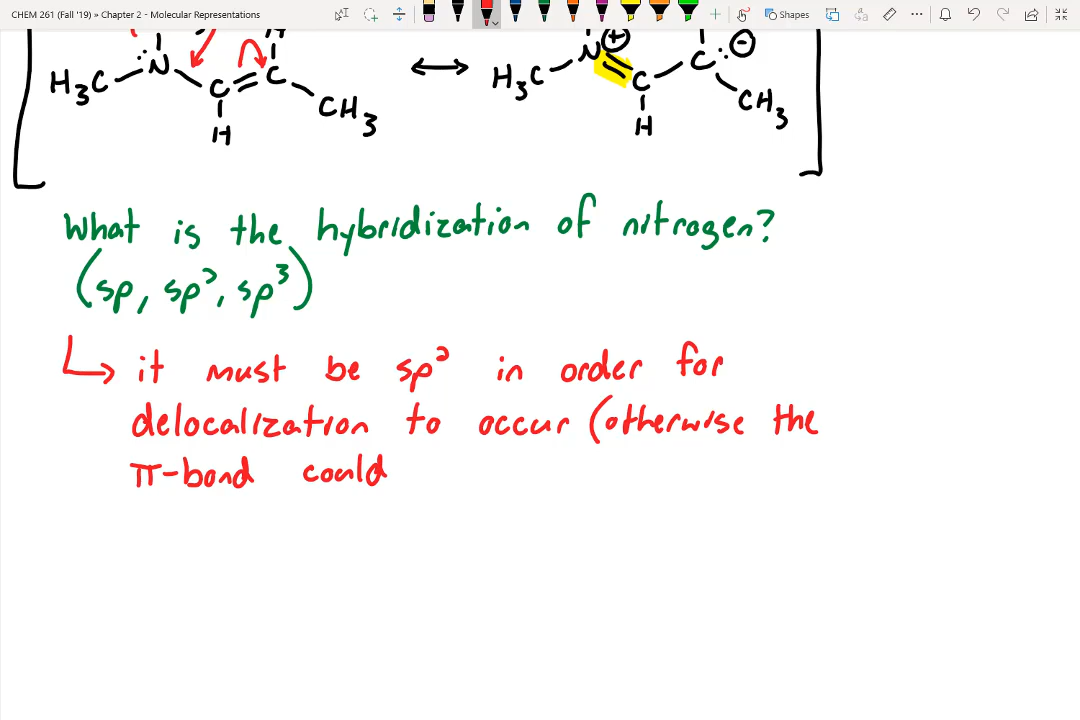 CHEM 261 (Fall '19) » Chapter 2 - Molecular Representations
Shapes
H
H₃C N C C CH₃
H
H₃C N ⊕ C C ⊖ CH₃
H
What is the hybridization of nitrogen?
(sp, sp², sp³)
it must be sp² in order for
delocalization to occur (otherwise the
π-bond could